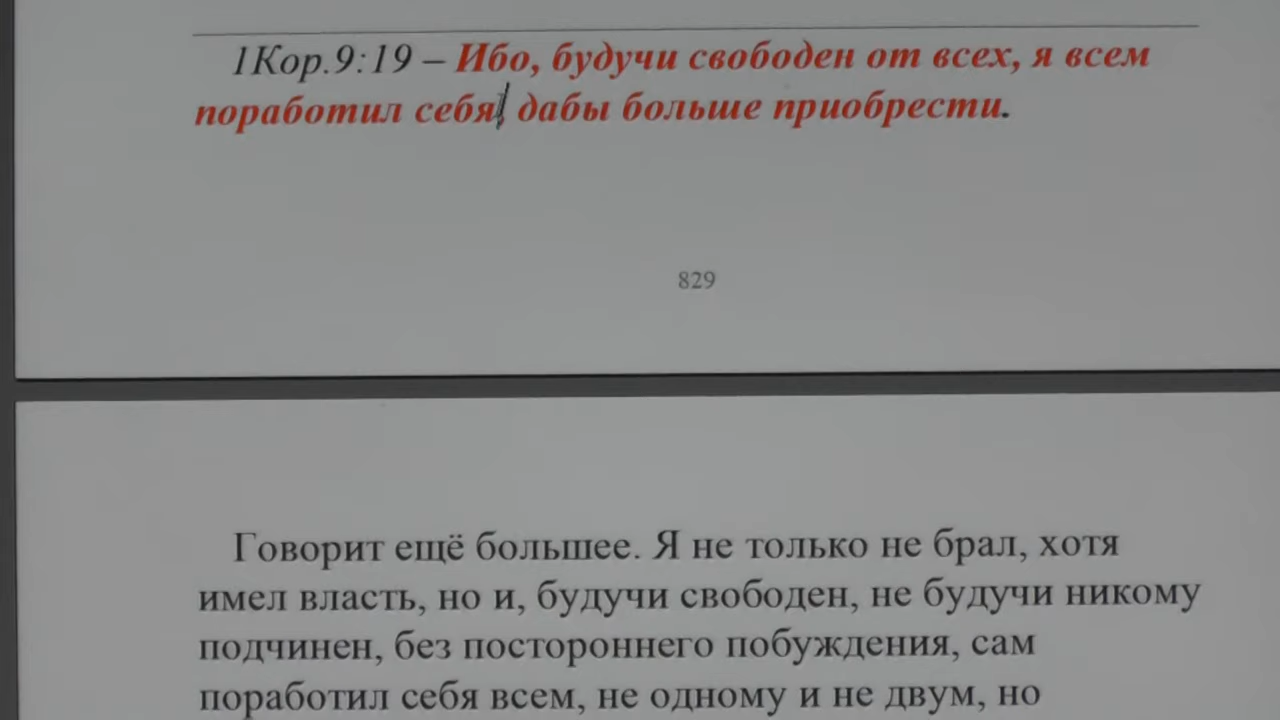 1Кор.9:19 – Ибо, будучи свободен от всех, я всем
поработил себя, дабы больше приобрести.
829
Говорит ещё большее. Я не только не брал, хотя
имел власть, но и, будучи свободен, не будучи никому
подчинен, без постороннего побуждения, сам
поработил себя всем, не одному и не двум, но